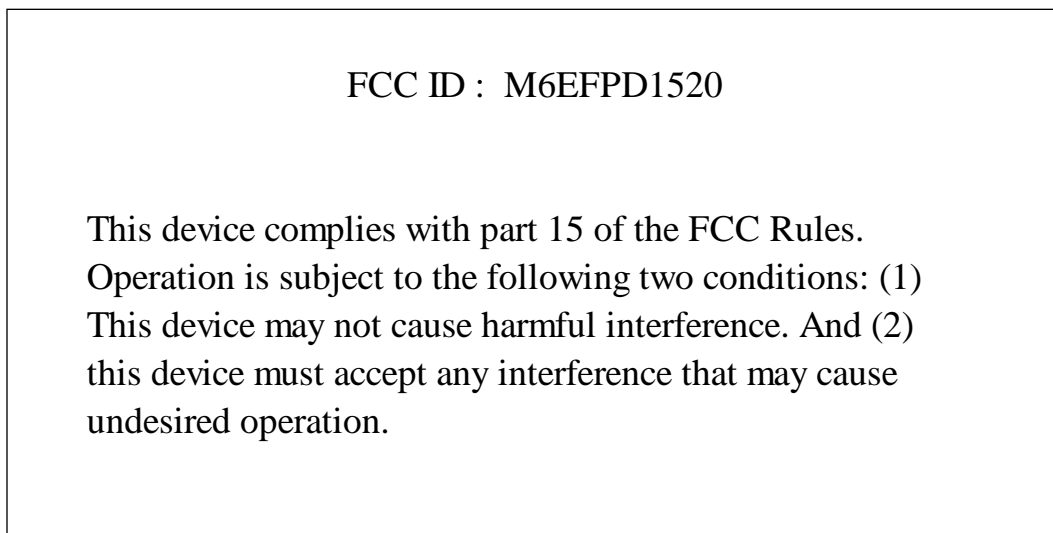 FCC ID :  M6EFPD1520
This device complies with part 15 of the FCC Rules.
Operation is subject to the following two conditions: (1)
This device may not cause harmful interference. And (2)
this device must accept any interference that may cause
undesired operation.